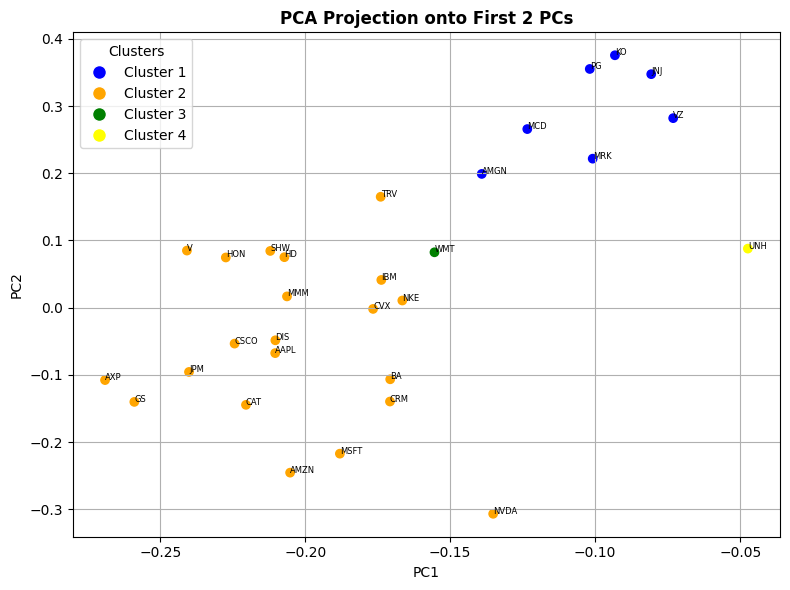 PCA Projection onto First 2 PCs
Clusters
Cluster 1
Cluster 2
Cluster 3
Cluster 4
PC2
0.4
0.3
0.2
0.1
0.0
−0.1
−0.2
−0.3
KO
PG
JNJ
VZ
MCD
MRK
AMGN
TRV
V
HON
SHW
HD
WMT
UNH
IBM
MMM
NKE
CVX
CSCO
DIS
AAPL
AXP
JPM
BA
GS
CAT
CRM
MSFT
AMZN
NVDA
−0.25
−0.20
−0.15
−0.10
−0.05
PC1